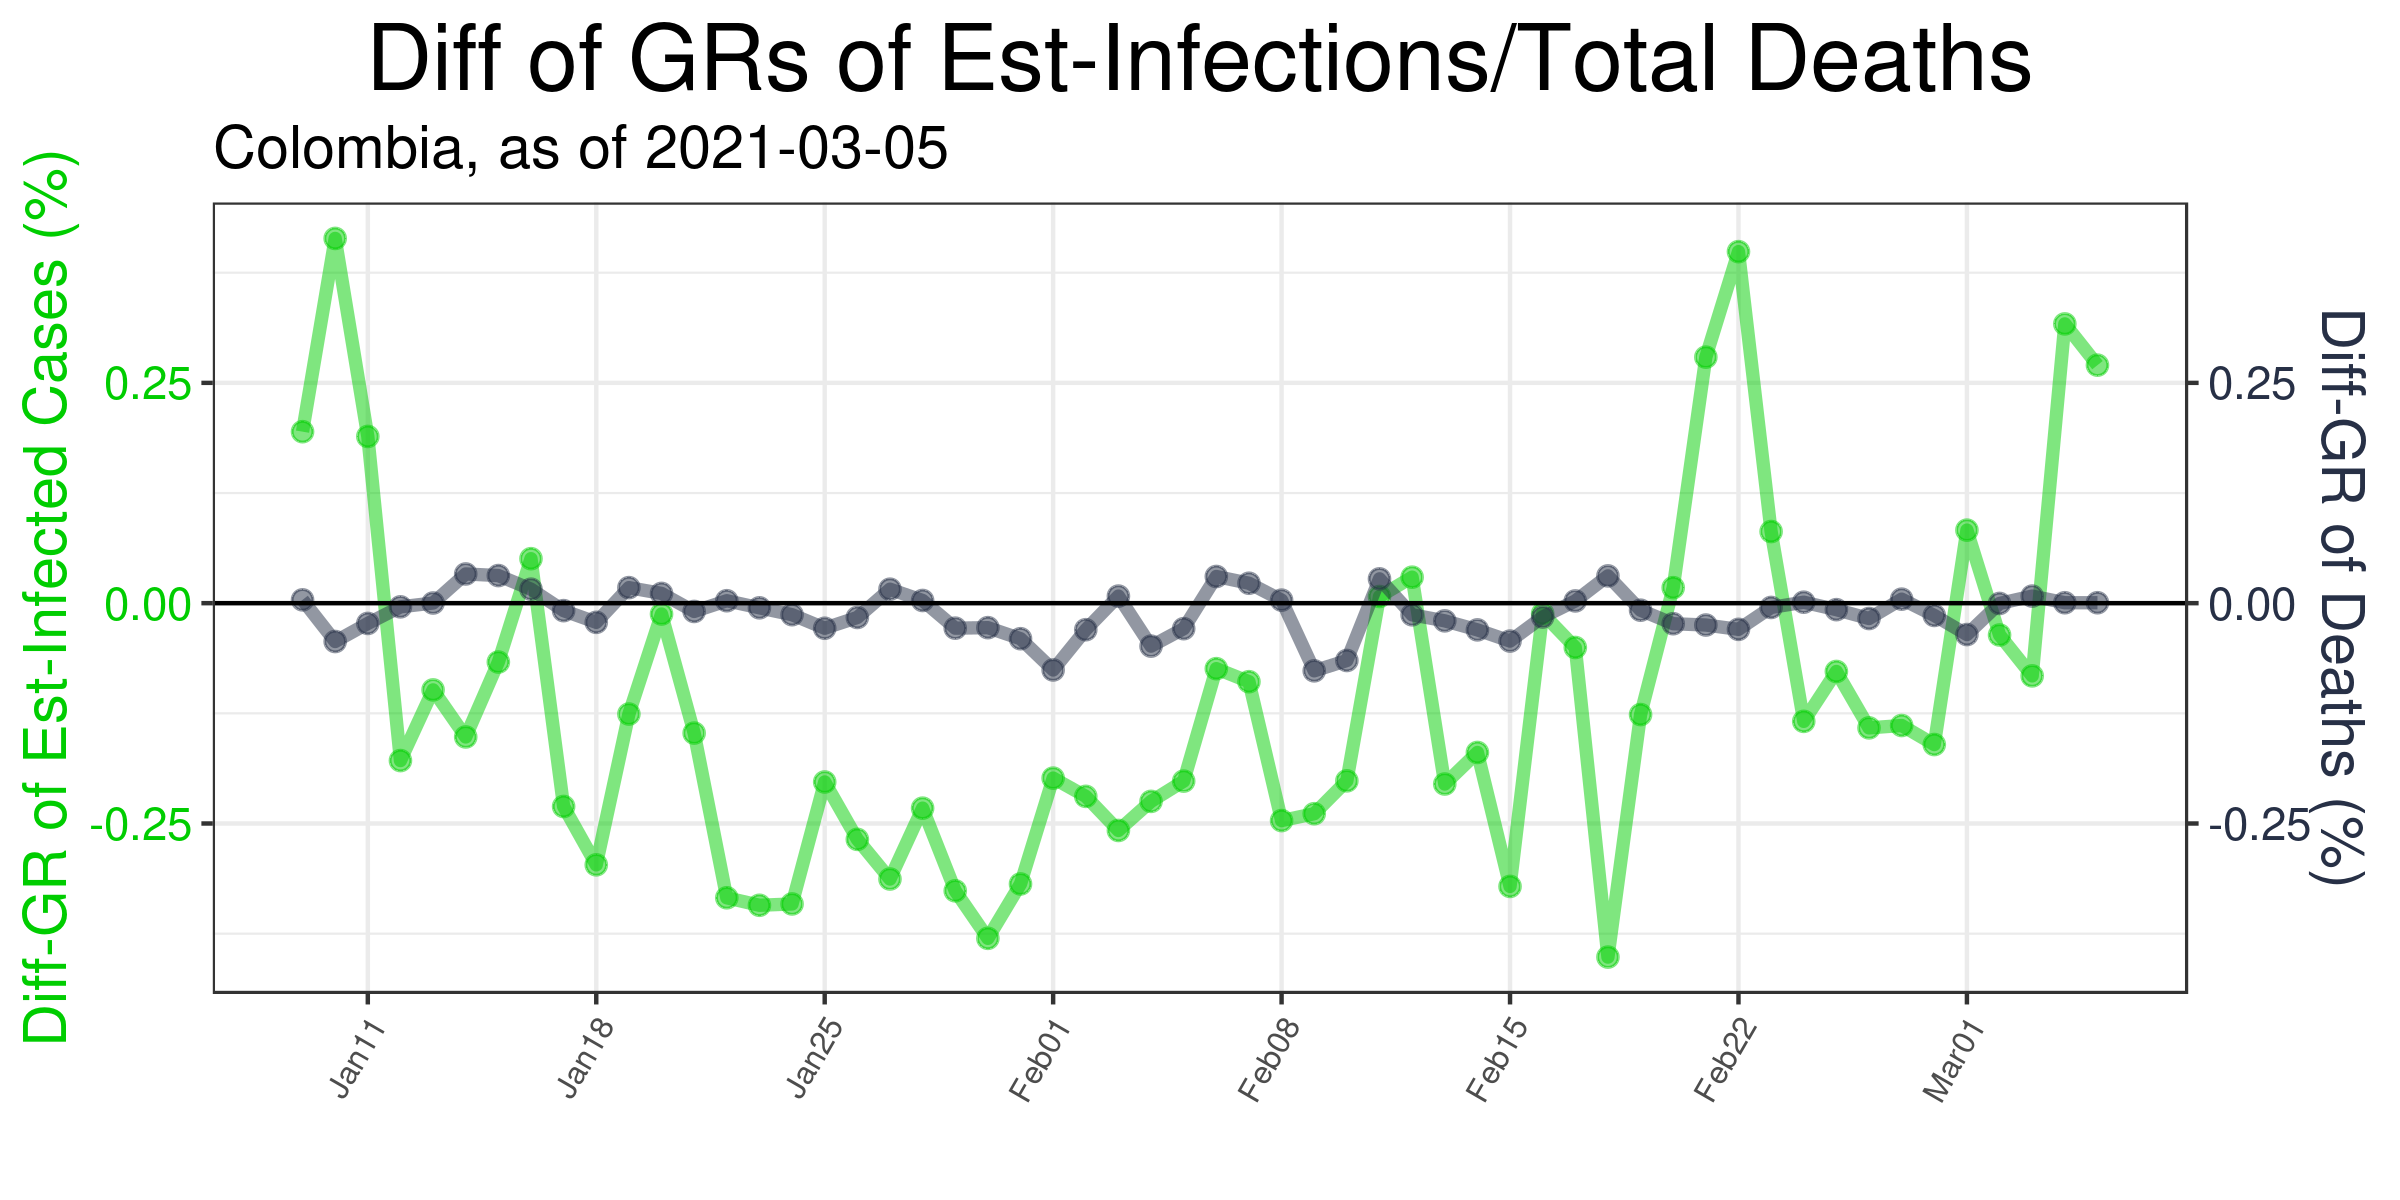 Diff of GRs of Est-Infections/Total Deaths
Colombia, as of 2021-03-05
Diff-GR of Est-Infected Cases (%)
0.25
0.00
-0.25
0.25
0.00
-0.25
Diff-GR of Deaths (%)
Jan11
Jan18
Jan25
Feb01
Feb08
Feb15
Feb22
Mar01